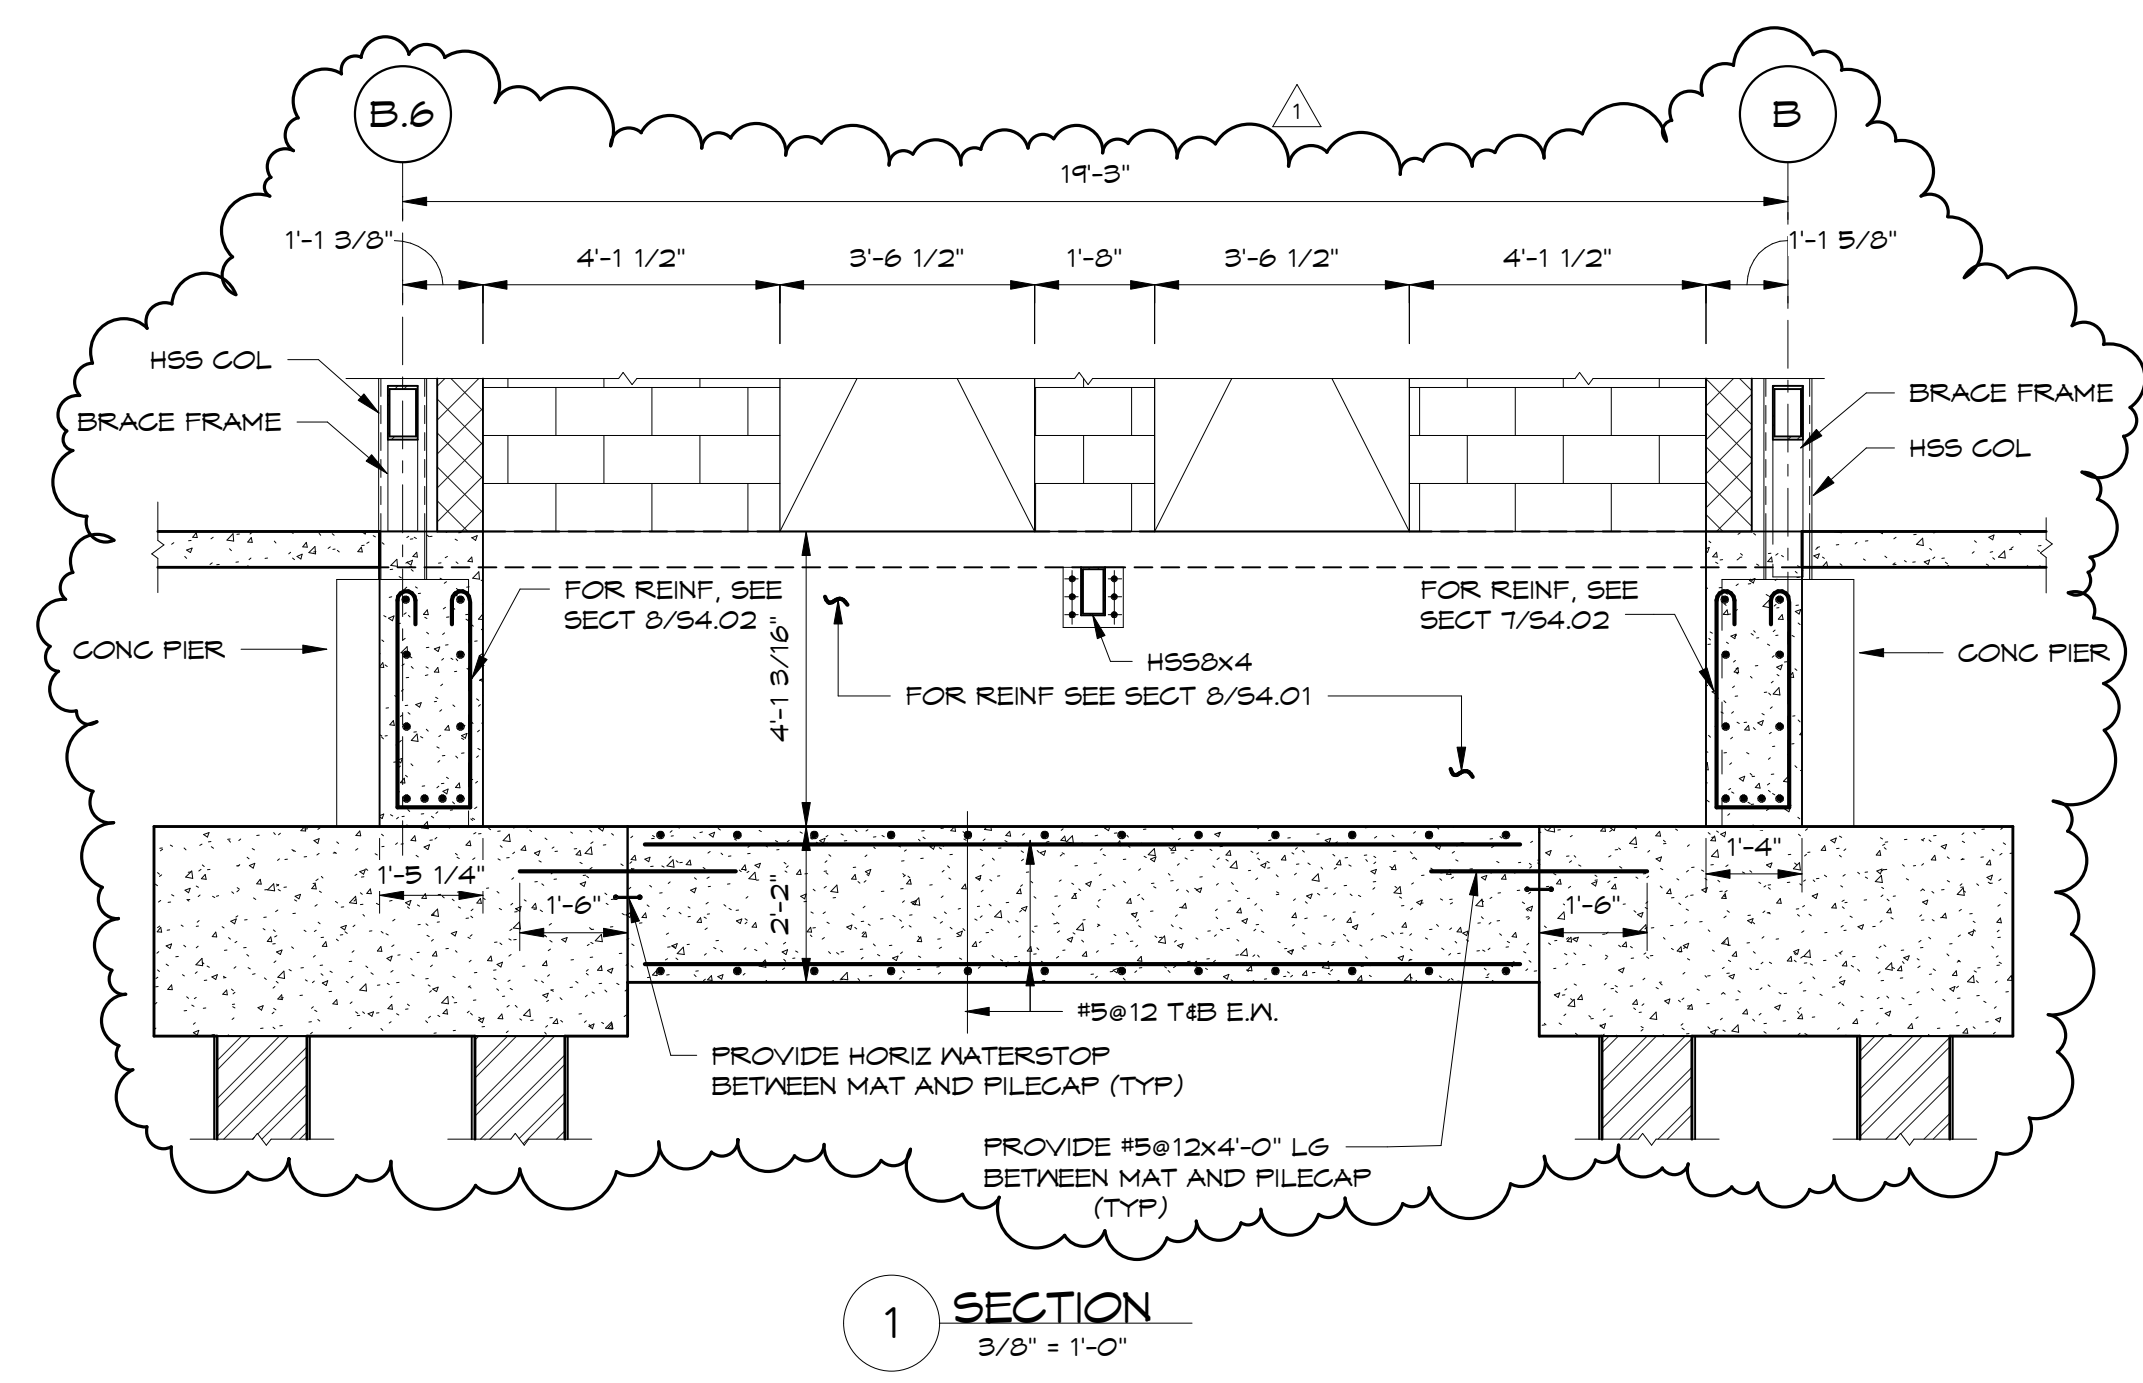 B.6
B
1
19'-3"
1'-1 3/8"
4'-1 1/2"
3'-6 1/2"
1'-8"
3'-6 1/2"
4'-1 1/2"
1'-1 5/8"
HSS COL
BRACE FRAME
BRACE FRAME
HSS COL
FOR REINF, SEE
SECT 8/S4.02
FOR REINF, SEE
SECT 7/S4.02
CONC PIER
4'-1 3/16"
HSS8x4
FOR REINF SEE SECT 8/S4.01
CONC PIER
1'-5 1/4"
1'-6"
2'-2"
1'-4"
1'-6"
#5@12 T&B E.W.
PROVIDE HORIZ WATERSTOP
BETWEEN MAT AND PILECAP (TYP)
PROVIDE #5@12x4'-0" LG
BETWEEN MAT AND PILECAP
(TYP)
1
SECTION
3/8" = 1'-0"